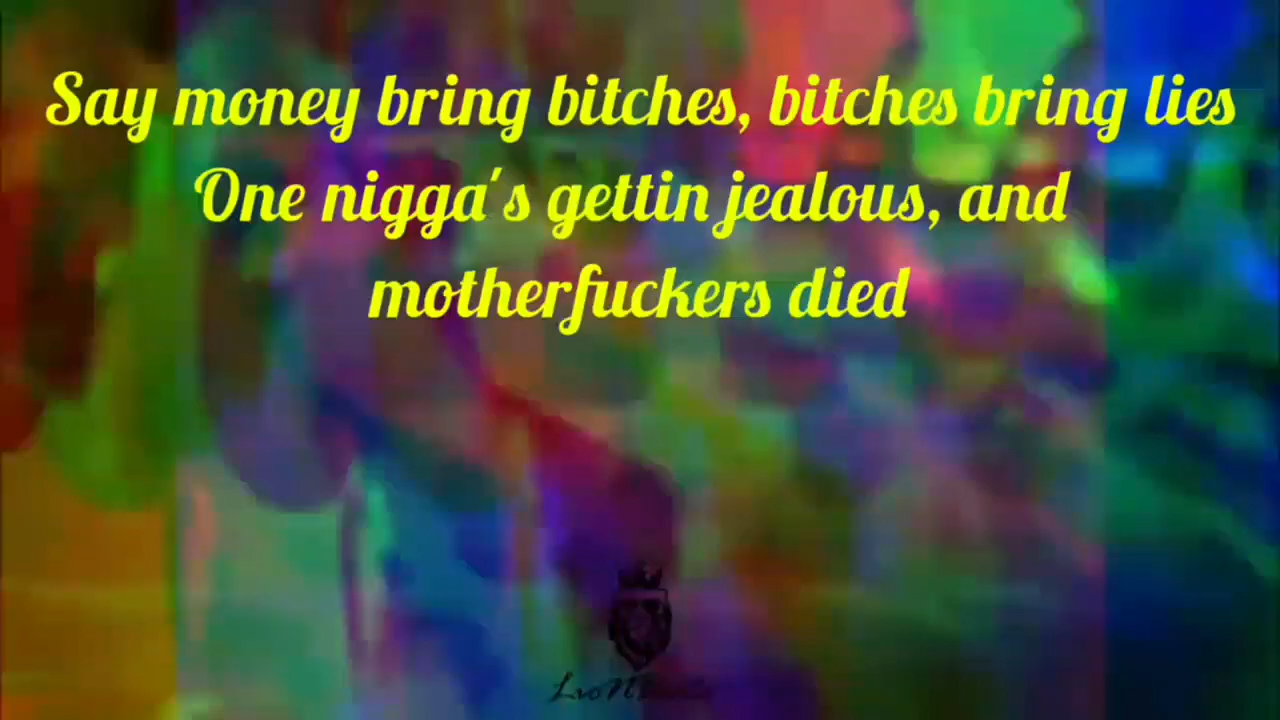 Say money bring bitches, bitches bring lies
One nigga's gettin jealous, and
motherfuckers died